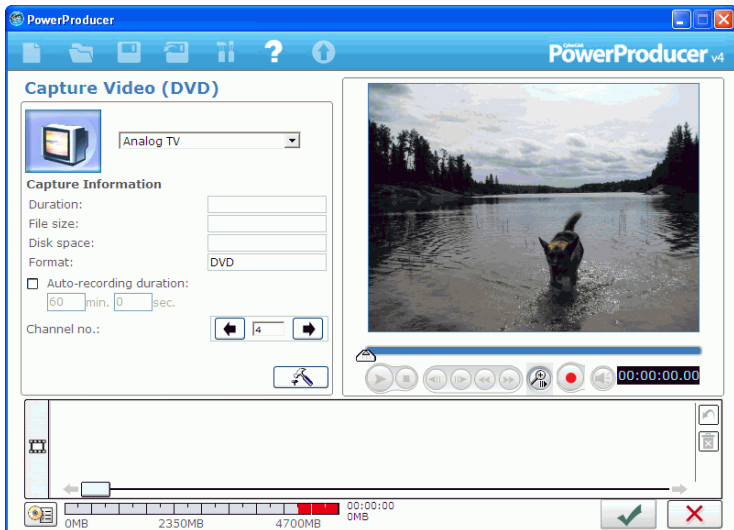 PowerProducer
?
CyberLink
PowerProducer v4
Capture Video (DVD)
Analog TV
Capture Information
Duration:
File size:
Disk space:
Format: DVD
Auto-recording duration:
60 min. 0 sec.
Channel no.: 4
00:00:00.00
00:00:00
0MB 2350MB 4700MB 0MB